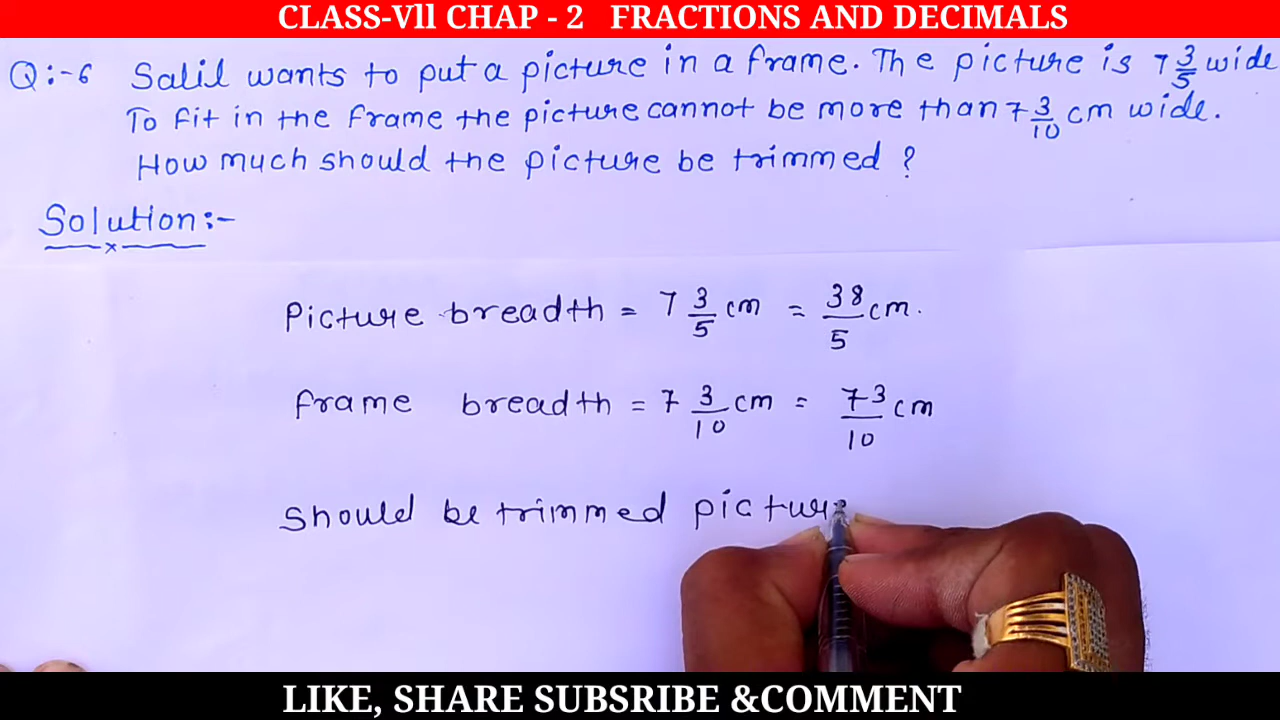 CLASS-Vll CHAP - 2 FRACTIONS AND DECIMALS
Q:-6 Salil wants to put a picture in a frame. The picture is 7 3/5 wide
To fit in the frame the picture cannot be more than 7 3/10 cm wide.
How much should the picture be trimmed ?
Solution:-
Picture breadth = 7 3/5 cm = 38/5 cm.
frame breadth = 7 3/10 cm = 73/10 cm
should be trimmed picture
LIKE, SHARE SUBSRIBE &COMMENT